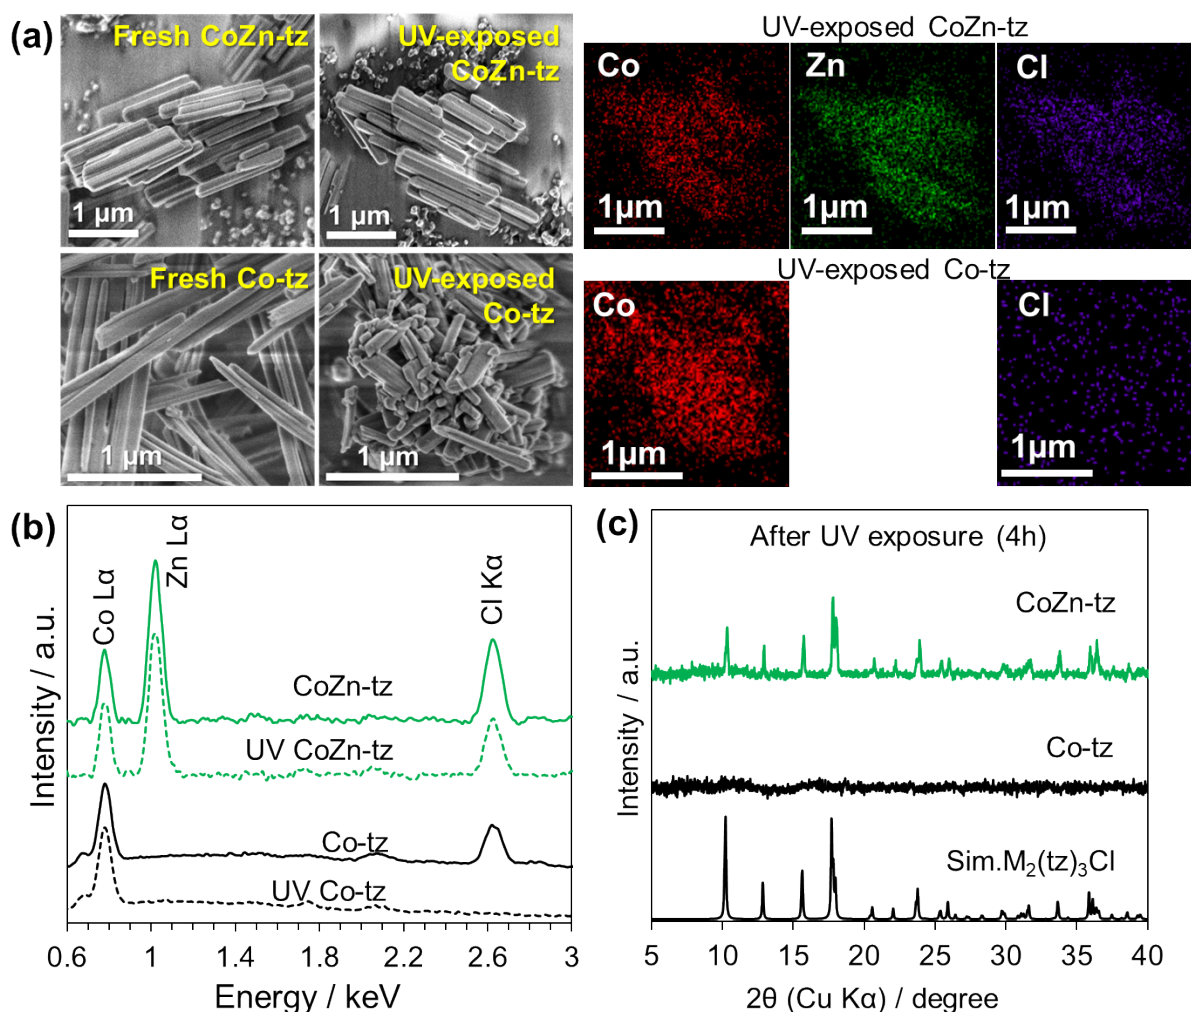 (a)
Fresh CoZn-tz
1 µm
UV-exposed
CoZn-tz
1 µm
UV-exposed CoZn-tz
Co
1µm
Zn
1µm
Cl
1µm
Fresh Co-tz
1 µm
UV-exposed
Co-tz
1 µm
UV-exposed Co-tz
Co
1µm
Cl
1µm
(b)
Co Lα
Zn Lα
Cl Kα
CoZn-tz
UV CoZn-tz
Co-tz
UV Co-tz
Intensity / a.u.
0.6 1 1.4 1.8 2.2 2.6 3
Energy / keV
(c)
After UV exposure (4h)
CoZn-tz
Co-tz
Sim.M₂(tz)₃Cl
Intensity / a.u.
5 10 15 20 25 30 35 40
2θ (Cu Kα) / degree